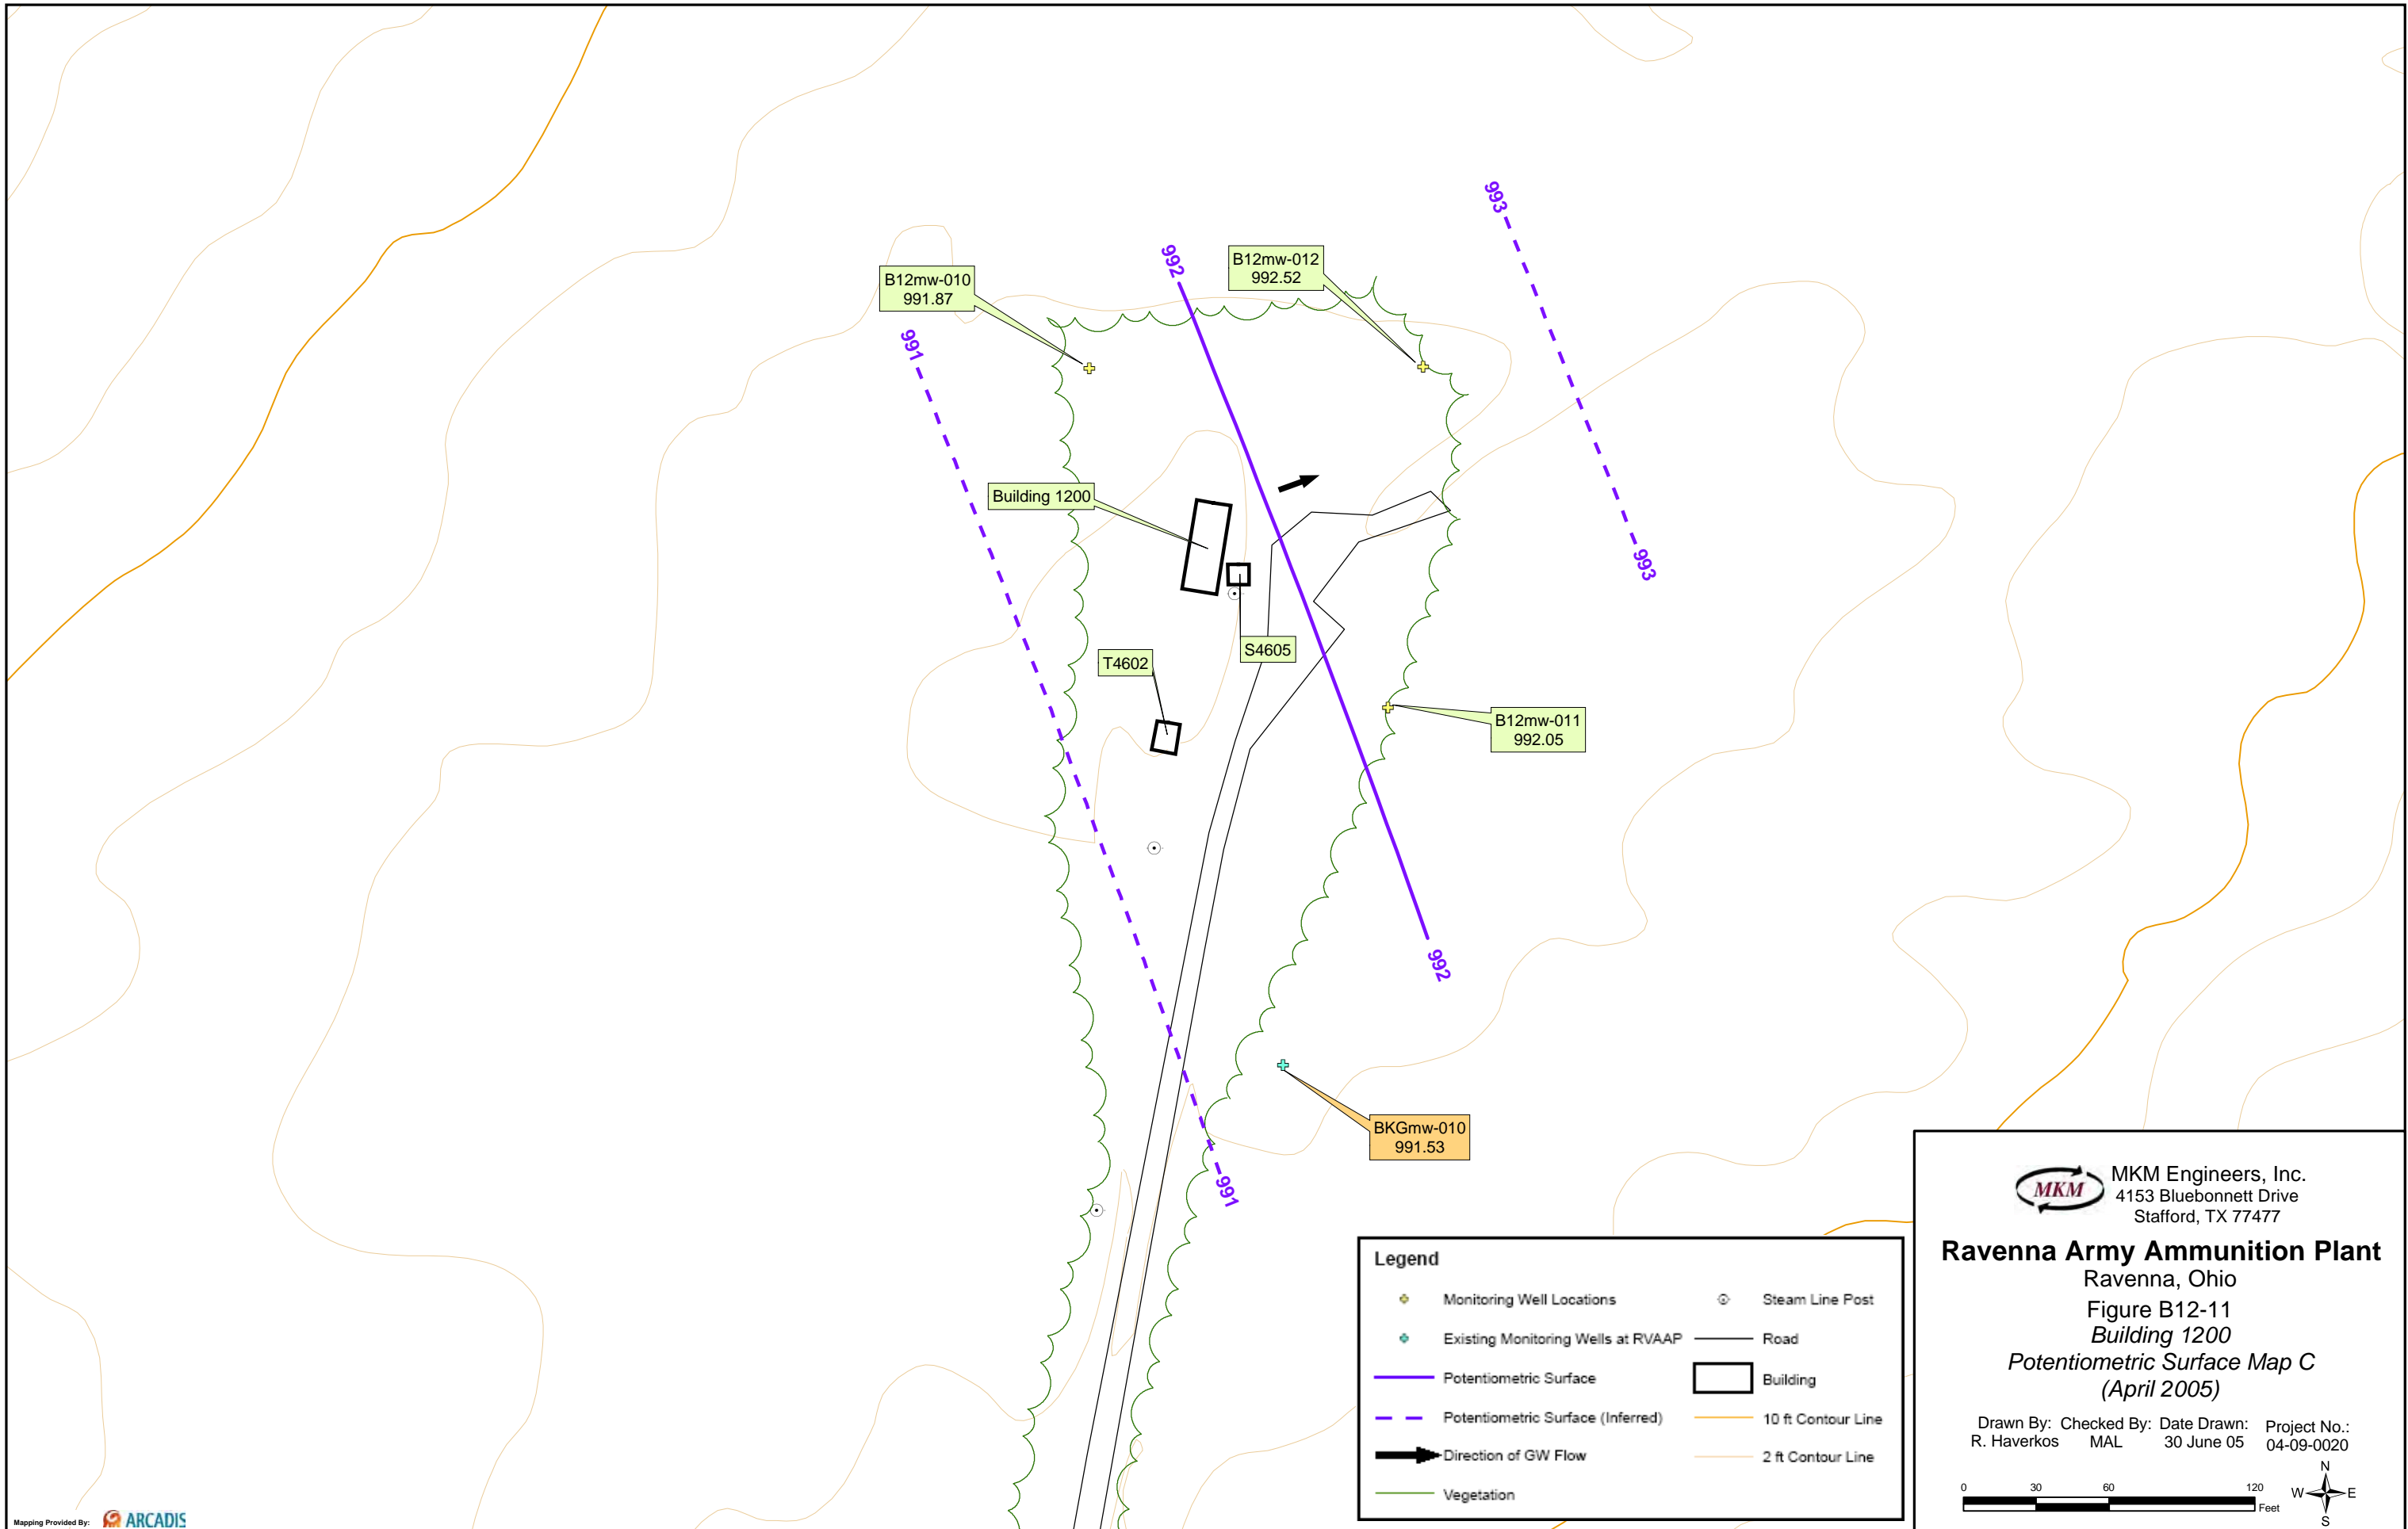 993
992
B12mw-012
992.52
B12mw-010
991.87
991
Building 1200
993
S4605
T4602
B12mw-011
992.05
992
BKGmw-010
991.53
991
Legend
Monitoring Well Locations
Existing Monitoring Wells at RVAAP
Potentiometric Surface
Potentiometric Surface (Inferred)
Direction of GW Flow
Vegetation
Steam Line Post
Road
Building
10 ft Contour Line
2 ft Contour Line
MKM
MKM Engineers, Inc.
4153 Bluebonnett Drive
Stafford, TX 77477
Ravenna Army Ammunition Plant
Ravenna, Ohio
Figure B12-11
Building 1200
Potentiometric Surface Map C
(April 2005)
Drawn By: Checked By: Date Drawn: Project No.:
R. Haverkos MAL 30 June 05 04-09-0020
0 30 60 120
Feet
N
W E
S
Mapping Provided By: ARCADIS